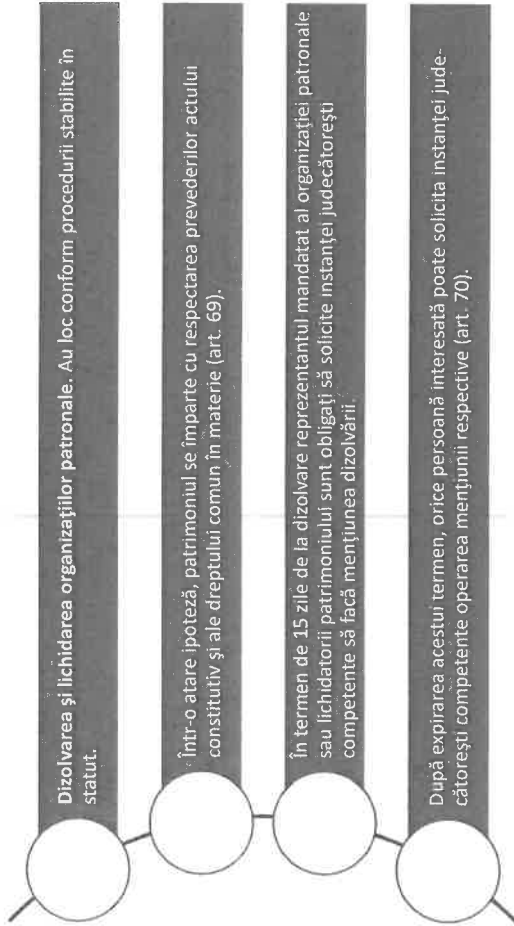 Dizolvarea și lichidarea organizațiilor patronale. Au loc conform procedurii stabilite în
statut.
Într-o atare ipoteză, patrimoniul se împarte cu respectarea prevederilor actului
constitutiv și ale dreptului comun în materie (art. 69).
În termen de 15 zile de la dizolvare reprezentantul mandatat al organizației patronale
sau lichidatorii patrimoniului sunt obligați să solicite instanței judecătorești
competente să facă mențiunea dizolvării.
După expirarea acestui termen, orice persoană interesată poate solicita instanței jude-
cătorești competente operarea mențiunii respective (art. 70).